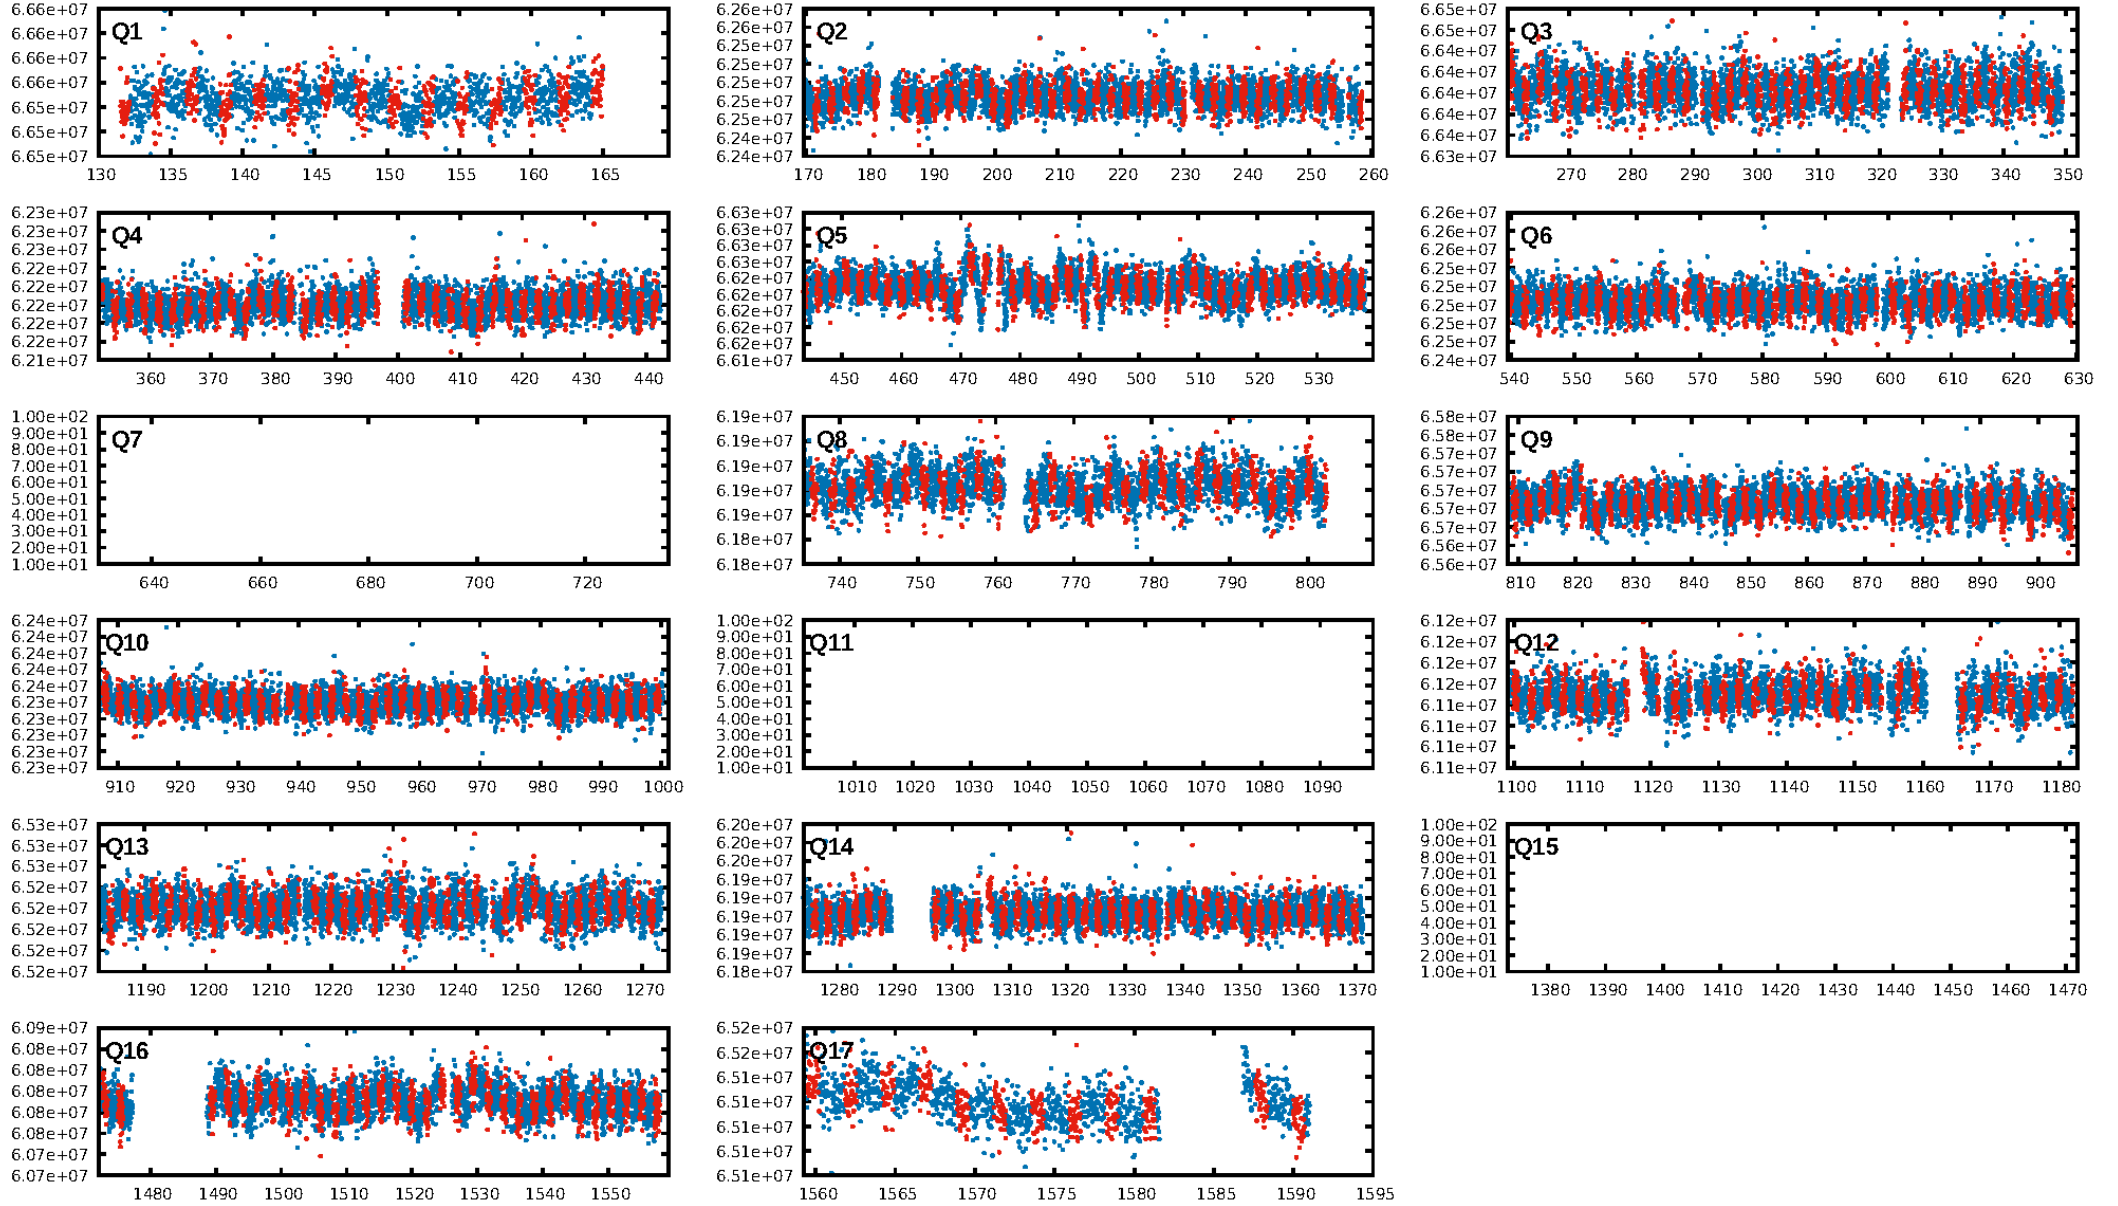 6.66e+07 6.66e+07 6.66e+07 6.66e+07 6.65e+07 6.65e+07 6.65e+07
Q1
130 135 140 145 150 155 160 165
6.26e+07 6.26e+07 6.25e+07 6.25e+07 6.25e+07 6.25e+07 6.25e+07 6.24e+07 6.24e+07
Q2
170 180 190 200 210 220 230 240 250 260
6.65e+07 6.65e+07 6.64e+07 6.64e+07 6.64e+07 6.64e+07 6.64e+07 6.63e+07
Q3
270 280 290 300 310 320 330 340 350
6.23e+07 6.23e+07 6.23e+07 6.22e+07 6.22e+07 6.22e+07 6.22e+07 6.22e+07 6.21e+07
Q4
360 370 380 390 400 410 420 430 440
6.63e+07 6.63e+07 6.63e+07 6.62e+07 6.62e+07 6.62e+07 6.62e+07 6.62e+07 6.61e+07
Q5
450 460 470 480 490 500 510 520 530
6.26e+07 6.26e+07 6.26e+07 6.25e+07 6.25e+07 6.25e+07 6.25e+07 6.25e+07 6.24e+07
Q6
540 550 560 570 580 590 600 610 620 630
1.00e+02 9.00e+01 8.00e+01 7.00e+01 6.00e+01 5.00e+01 4.00e+01 3.00e+01 2.00e+01 1.00e+01
Q7
640 660 680 700 720
6.19e+07 6.19e+07 6.19e+07 6.19e+07 6.19e+07 6.18e+07 6.18e+07
Q8
740 750 760 770 780 790 800
6.58e+07 6.58e+07 6.57e+07 6.57e+07 6.57e+07 6.57e+07 6.57e+07 6.56e+07 6.56e+07
Q9
810 820 830 840 850 860 870 880 890 900
6.24e+07 6.24e+07 6.24e+07 6.24e+07 6.24e+07 6.23e+07 6.23e+07 6.23e+07 6.23e+07 6.23e+07
Q10
910 920 930 940 950 960 970 980 990 1000
1.00e+02 9.00e+01 8.00e+01 7.00e+01 6.00e+01 5.00e+01 4.00e+01 3.00e+01 2.00e+01 1.00e+01
Q11
1010 1020 1030 1040 1050 1060 1070 1080 1090
6.12e+07 6.12e+07 6.12e+07 6.12e+07 6.11e+07 6.11e+07 6.11e+07 6.11e+07
Q12
1100 1110 1120 1130 1140 1150 1160 1170 1180
6.53e+07 6.53e+07 6.53e+07 6.52e+07 6.52e+07 6.52e+07 6.52e+07 6.52e+07
Q13
1190 1200 1210 1220 1230 1240 1250 1260 1270
6.20e+07 6.20e+07 6.20e+07 6.19e+07 6.19e+07 6.19e+07 6.19e+07 6.19e+07 6.18e+07
Q14
1280 1290 1300 1310 1320 1330 1340 1350 1360 1370
1.00e+02 9.00e+01 8.00e+01 7.00e+01 6.00e+01 5.00e+01 4.00e+01 3.00e+01 2.00e+01 1.00e+01
Q15
1380 1390 1400 1410 1420 1430 1440 1450 1460 1470
6.09e+07 6.08e+07 6.08e+07 6.08e+07 6.08e+07 6.08e+07 6.07e+07 6.07e+07
Q16
1480 1490 1500 1510 1520 1530 1540 1550
6.52e+07 6.52e+07 6.51e+07 6.51e+07 6.51e+07 6.51e+07 6.51e+07
Q17
1560 1565 1570 1575 1580 1585 1590 1595